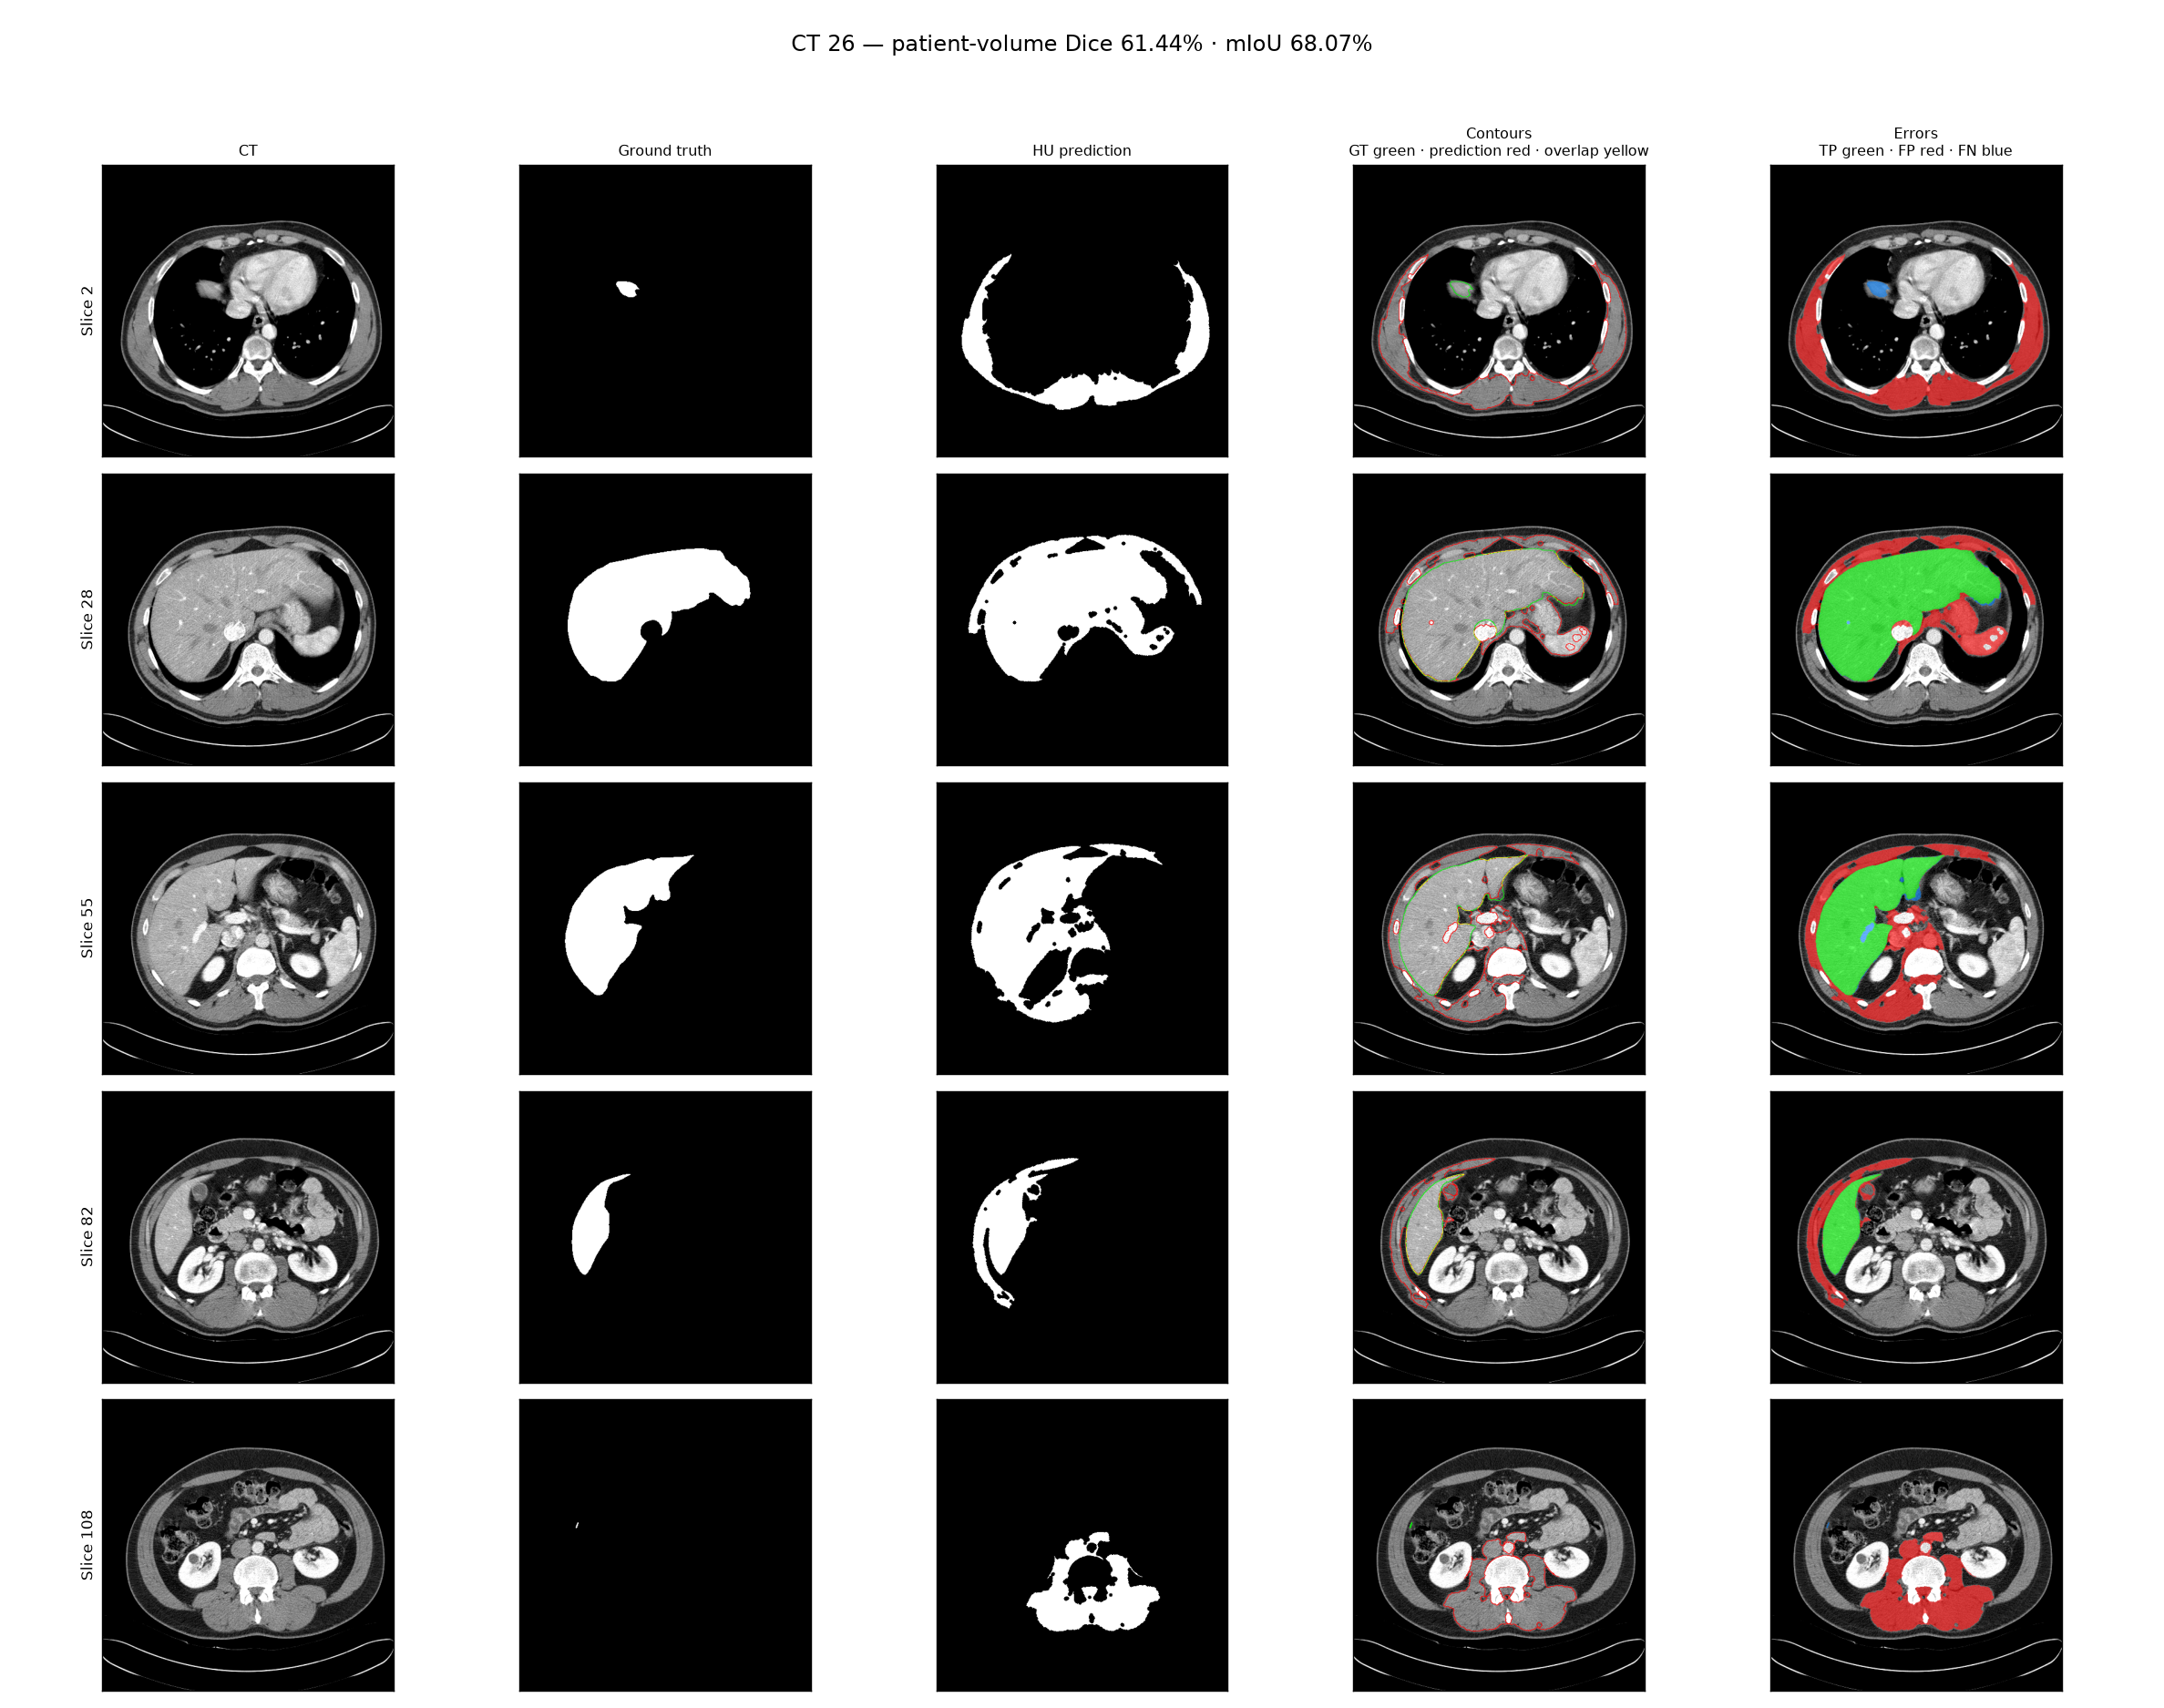 CT 26 — patient-volume Dice 61.44% · mIoU 68.07%
CT
Ground truth
HU prediction
Contours
GT green · prediction red · overlap yellow
Errors
TP green · FP red · FN blue
Slice 2
Slice 28
Slice 55
Slice 82
Slice 108